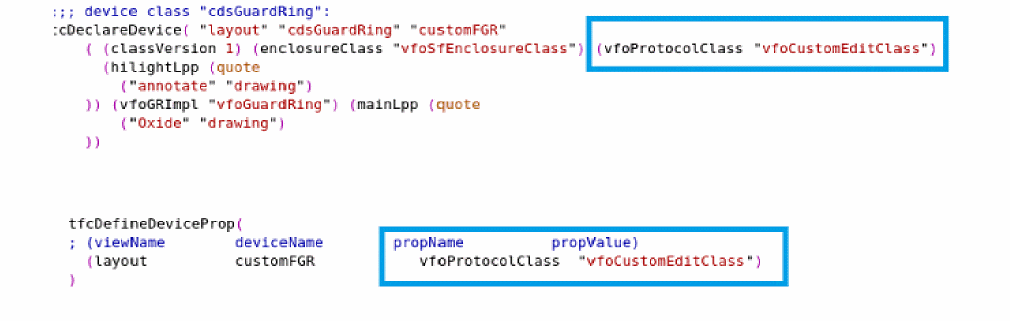 :;; device class "cdsGuardRing":
:cDeclareDevice( "layout" "cdsGuardRing" "customFGR"
( (classVersion 1) (enclosureClass "vfoSfEnclosureClass") (vfoProtocolClass "vfoCustomEditClass")
(hilightLpp (quote
("annotate" "drawing")
)) (vfoGRImpl "vfoGuardRing") (mainLpp (quote
("Oxide" "drawing")
))
tfcDefineDeviceProp(
; (viewName deviceName propName propValue)
(layout customFGR vfoProtocolClass "vfoCustomEditClass")
)